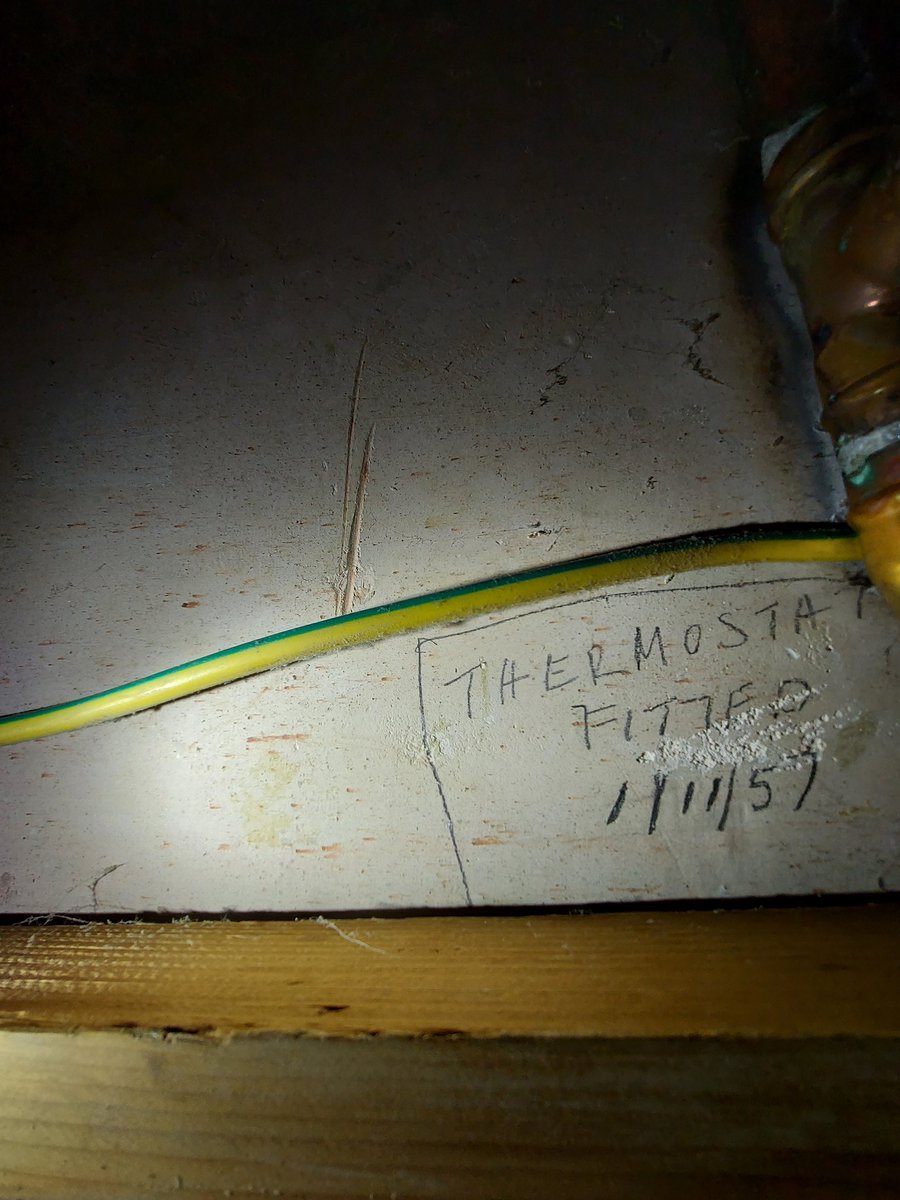 THERMOSTAT
FITTED
1/11/57